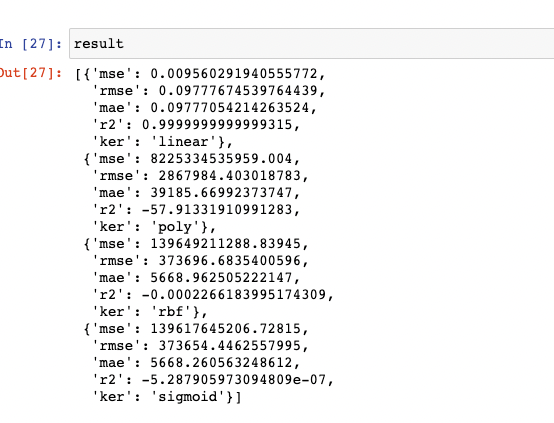 In [27]: result
Out[27]: [{'mse': 0.009560291940555772,
'rmse': 0.09777674539764439,
'mae': 0.09777054214263524,
'r2': 0.9999999999999315,
'ker': 'linear'},
{'mse': 8225334535959.004,
'rmse': 2867984.403018783,
'mae': 39185.66992373747,
'r2': -57.91331910991283,
'ker': 'poly'},
{'mse': 139649211288.83945,
'rmse': 373696.6835400596,
'mae': 5668.962505222147,
'r2': -0.0002266183995174309,
'ker': 'rbf'},
{'mse': 139617645206.72815,
'rmse': 373654.4462557995,
'mae': 5668.260563248612,
'r2': -5.287905973094809e-07,
'ker': 'sigmoid'}]